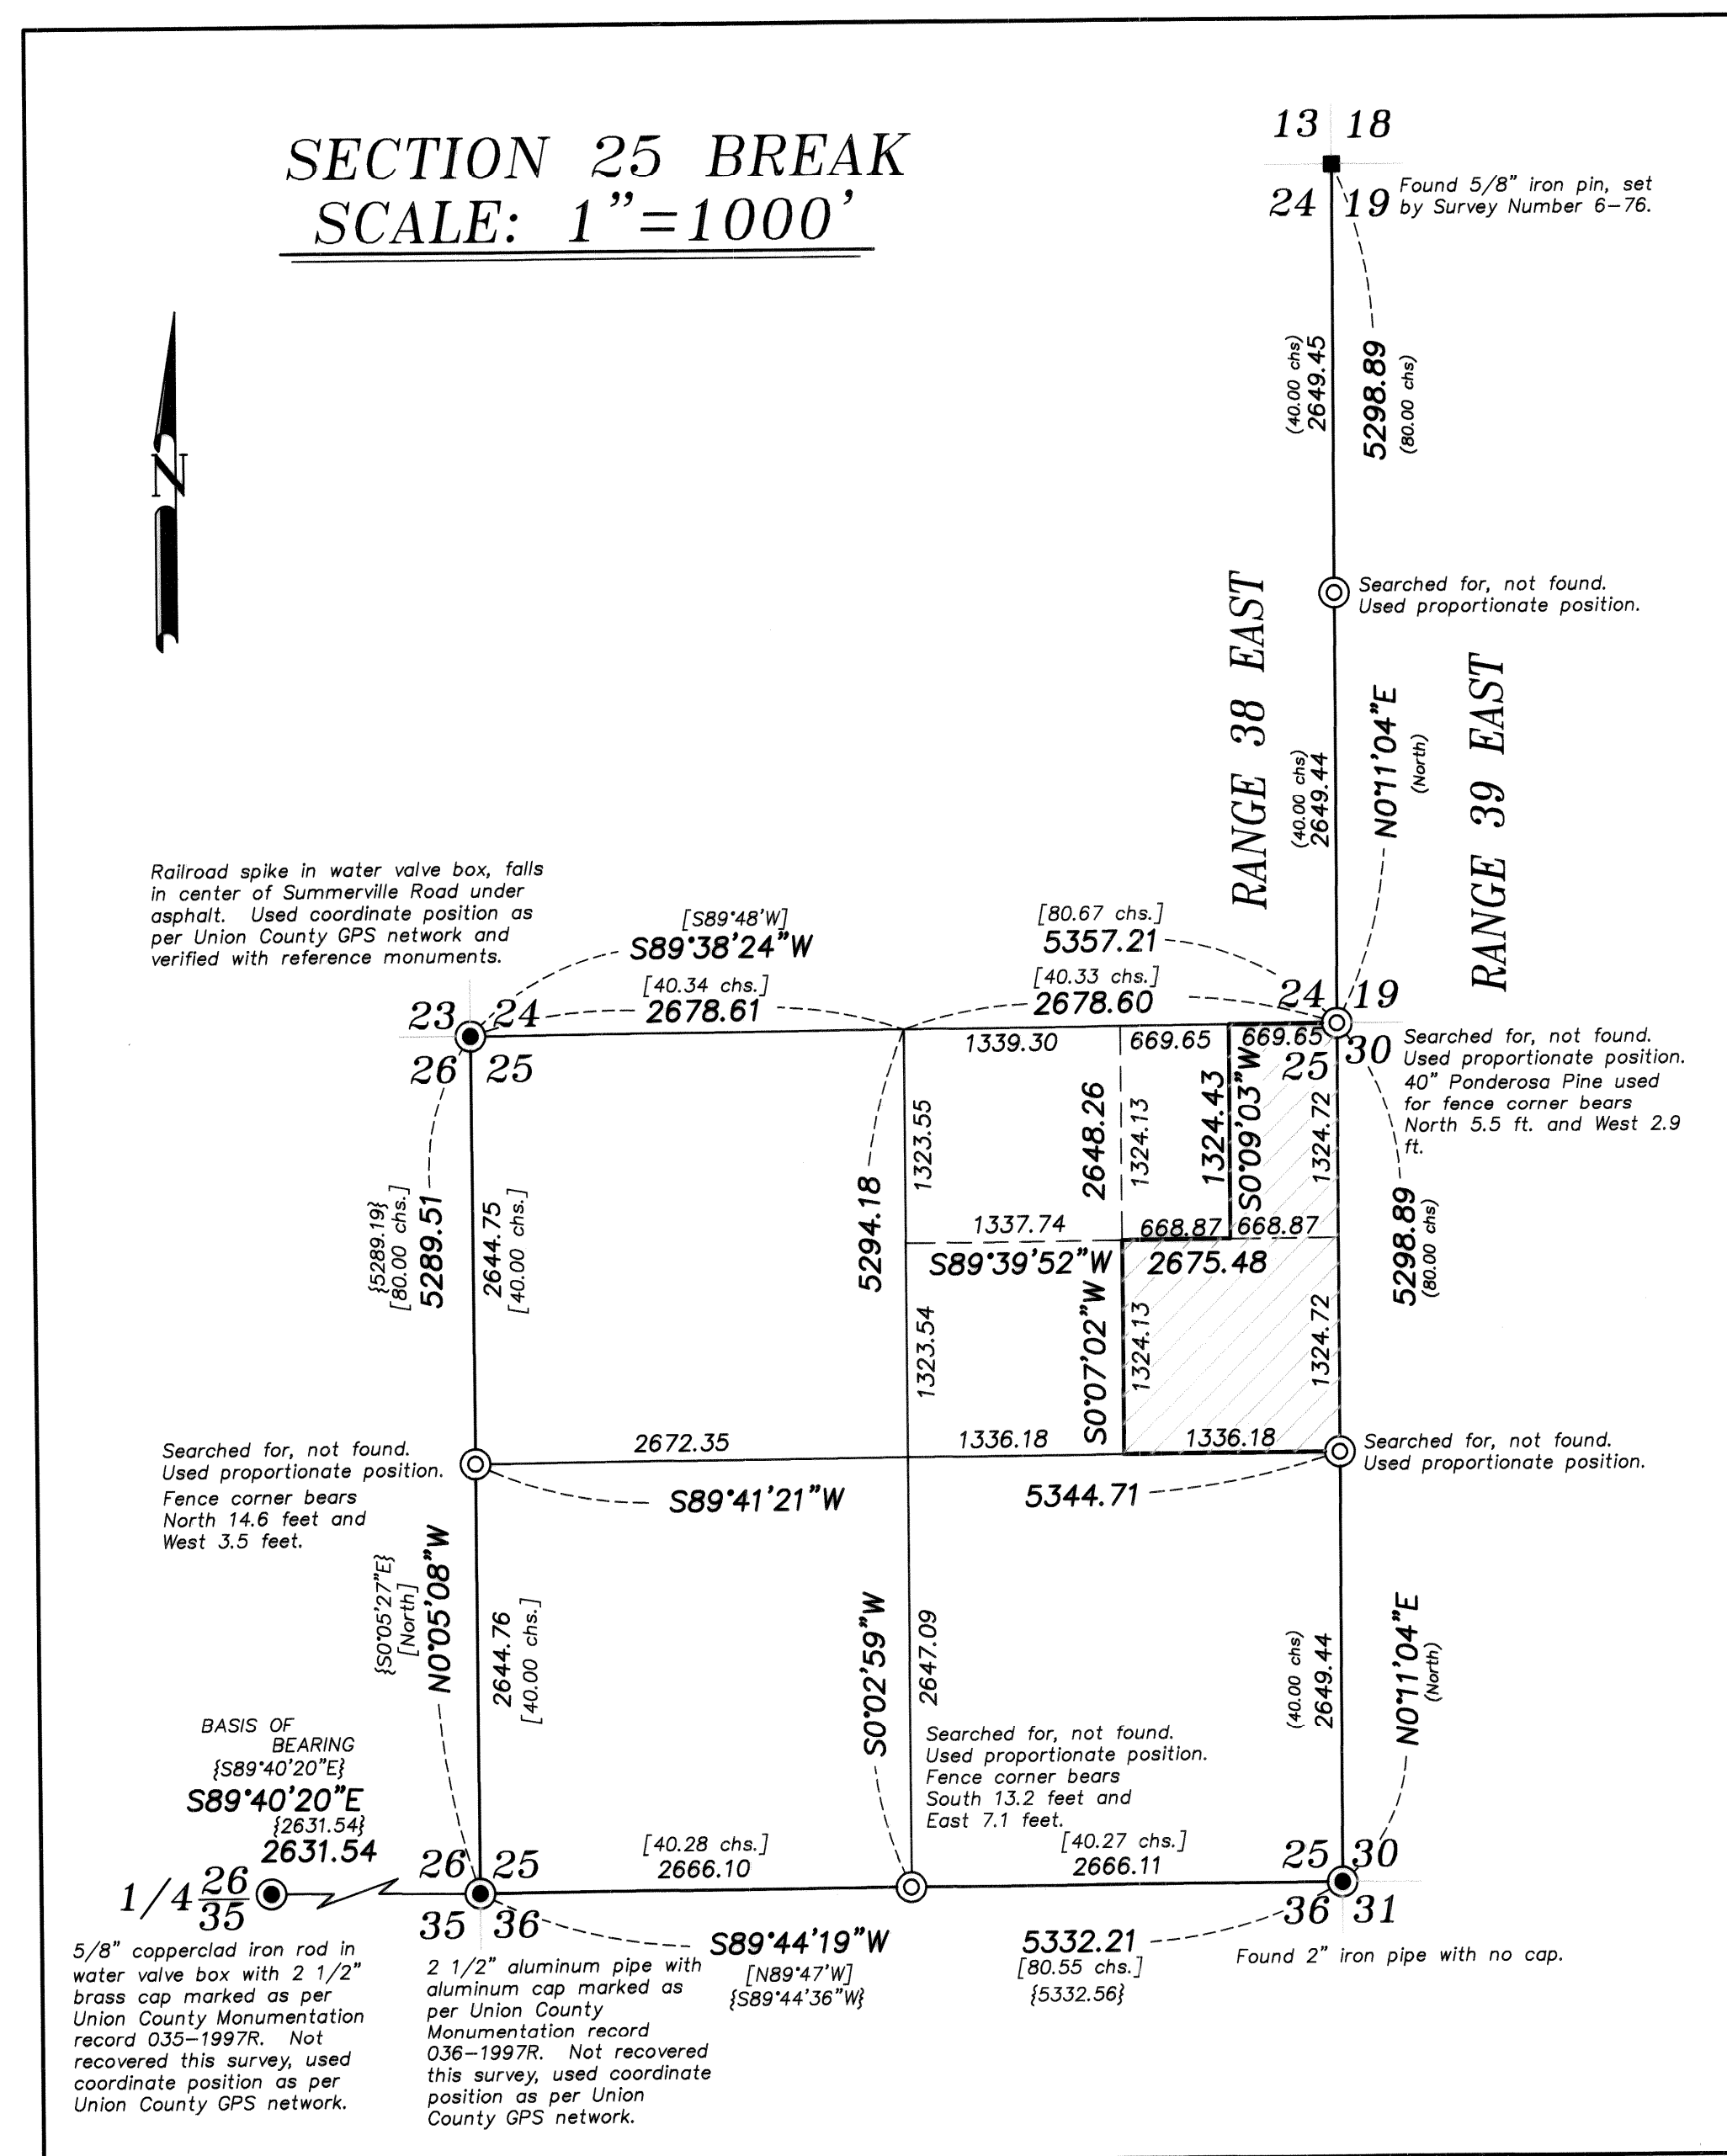 SECTION 25 BREAK
SCALE: 1"=1000'
N
13 18
24 19
Found 5/8" iron pin, set
by Survey Number 6-76.
(40.00 chs)
2649.45
5298.89
(80.00 chs)
Searched for, not found.
Used proportionate position.
RANGE 38 EAST
RANGE 39 EAST
(40.00 chs)
2649.44
N0°11'04"E
(North)
Railroad spike in water valve box, falls
in center of Summerville Road under
asphalt. Used coordinate position as
per Union County GPS network and
verified with reference monuments.
[S89°48'W]
S89°38'24"W
[40.34 chs.]
2678.61
[80.67 chs.]
5357.21
[40.33 chs.]
2678.60
23 24
26 25
24 19
25 30
Searched for, not found.
Used proportionate position.
40" Ponderosa Pine used
for fence corner bears
North 5.5 ft. and West 2.9
ft.
1339.30
669.65
669.65
1323.55
2648.26
1324.13
1324.43
S0°09'03"W
1324.72
5298.89
(80.00 chs)
{5289.19}
[80.00 chs.]
5289.51
2644.75
[40.00 chs.]
5294.18
1337.74
668.87
668.87
S89°39'52"W
2675.48
1323.54
S0°07'02"W
1324.13
1324.72
Searched for, not found.
Used proportionate position.
Fence corner bears
North 14.6 feet and
West 3.5 feet.
2672.35
1336.18
1336.18
S89°41'21"W
5344.71
Searched for, not found.
Used proportionate position.
{S0°05'27"E}
[North]
N0°05'08"W
2644.76
[40.00 chs.]
S0°02'59"W
2647.09
(40.00 chs)
2649.44
N0°11'04"E
(North)
Searched for, not found.
Used proportionate position.
Fence corner bears
South 13.2 feet and
East 7.1 feet.
BASIS OF
BEARING
{S89°40'20"E}
S89°40'20"E
{2631.54}
2631.54
1/4 26
35
26 25
35 36
[40.28 chs.]
2666.10
[40.27 chs.]
2666.11
25 30
36 31
S89°44'19"W
[N89°47'W]
{S89°44'36"W}
5332.21
[80.55 chs.]
{5332.56}
Found 2" iron pipe with no cap.
5/8" copperclad iron rod in
water valve box with 2 1/2"
brass cap marked as per
Union County Monumentation
record 035-1997R. Not
recovered this survey, used
coordinate position as per
Union County GPS network.
2 1/2" aluminum pipe with
aluminum cap marked as
per Union County
Monumentation record
036-1997R. Not recovered
this survey, used coordinate
position as per Union
County GPS network.